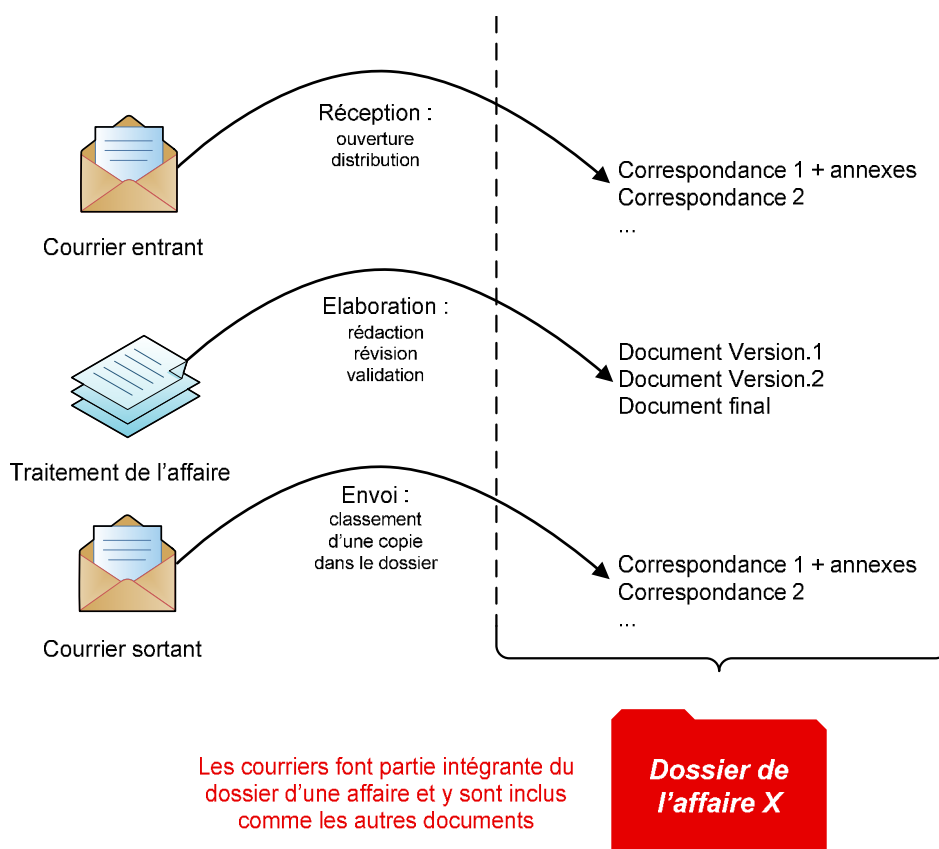 Réception :
ouverture
distribution
Correspondance 1 + annexes
Correspondance 2
...
Courrier entrant
Elaboration :
rédaction
révision
validation
Document Version.1
Document Version.2
Document final
Traitement de l'affaire
Envoi :
classement
d'une copie
dans le dossier
Correspondance 1 + annexes
Correspondance 2
...
Courrier sortant
Les courriers font partie intégrante du
dossier d'une affaire et y sont inclus
comme les autres documents
Dossier de
l'affaire X